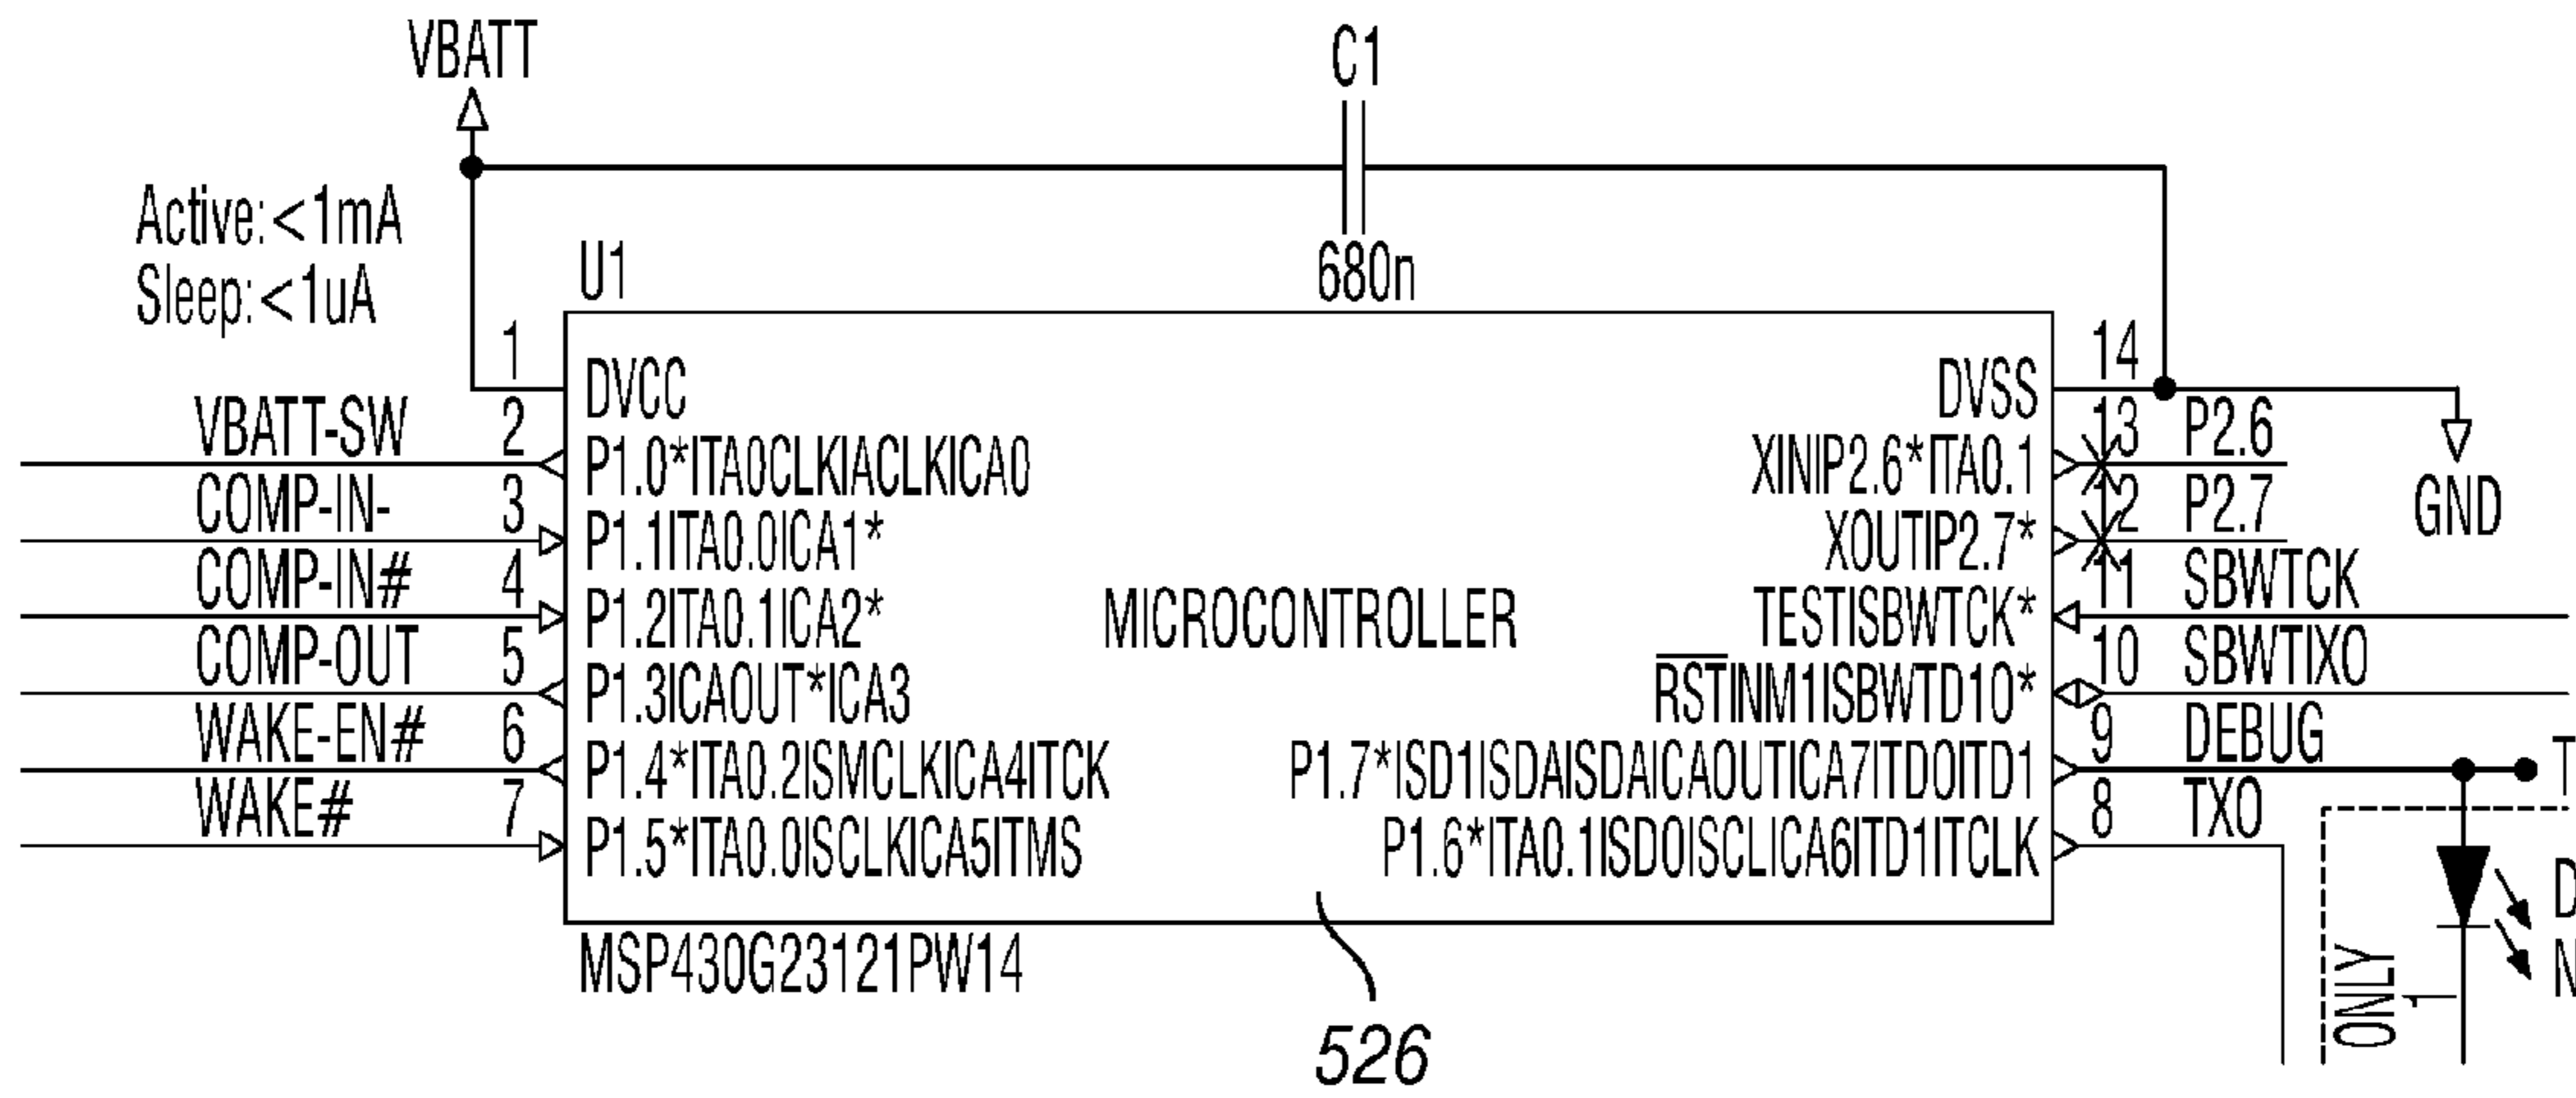 VBATT
C1
680n
Active:<1mA
Sleep:<1uA
U1
1
DVCC
VBATT-SW 2 P1.0*ITA0CLKIACLKICA0
COMP-IN- 3 P1.1ITA0.0ICA1*
COMP-IN# 4 P1.2ITA0.1ICA2*
COMP-OUT 5 P1.3ICAOUT*ICA3
WAKE-EN# 6 P1.4*ITA0.2ISMCLKICA4ITCK
WAKE# 7 P1.5*ITA0.0ISCLKICA5ITMS
MICROCONTROLLER
DVSS 14
XINIP2.6*ITA0.1 13 P2.6
XOUTIP2.7* 12 P2.7
TESTISBWTCK* 11 SBWTCK
RSTINM1ISBWTD10* 10 SBWTIXO
P1.7*ISD1ISDAISDAICAOUTICA7ITDOITD1 9 DEBUG
P1.6*ITA0.1ISDOISCLICA6ITD1ITCLK 8 TXO
GND
T
D
N
ONLY
1
MSP430G23121PW14
526